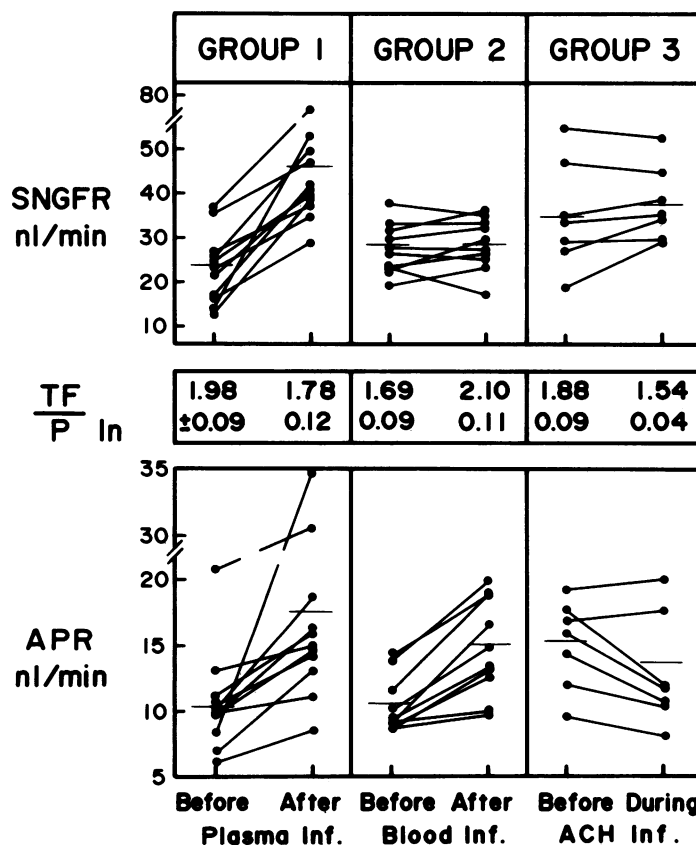 GROUP 1 GROUP 2 GROUP 3
80
50
SNGFR 40
nl/min 30
20
10
TF/P In 1.98 1.78 1.69 2.10 1.88 1.54
±0.09 0.12 0.09 0.11 0.09 0.04
35
30
20
APR 15
nl/min 10
5
Before After Before After Before During
Plasma Inf. Blood Inf. ACH Inf.